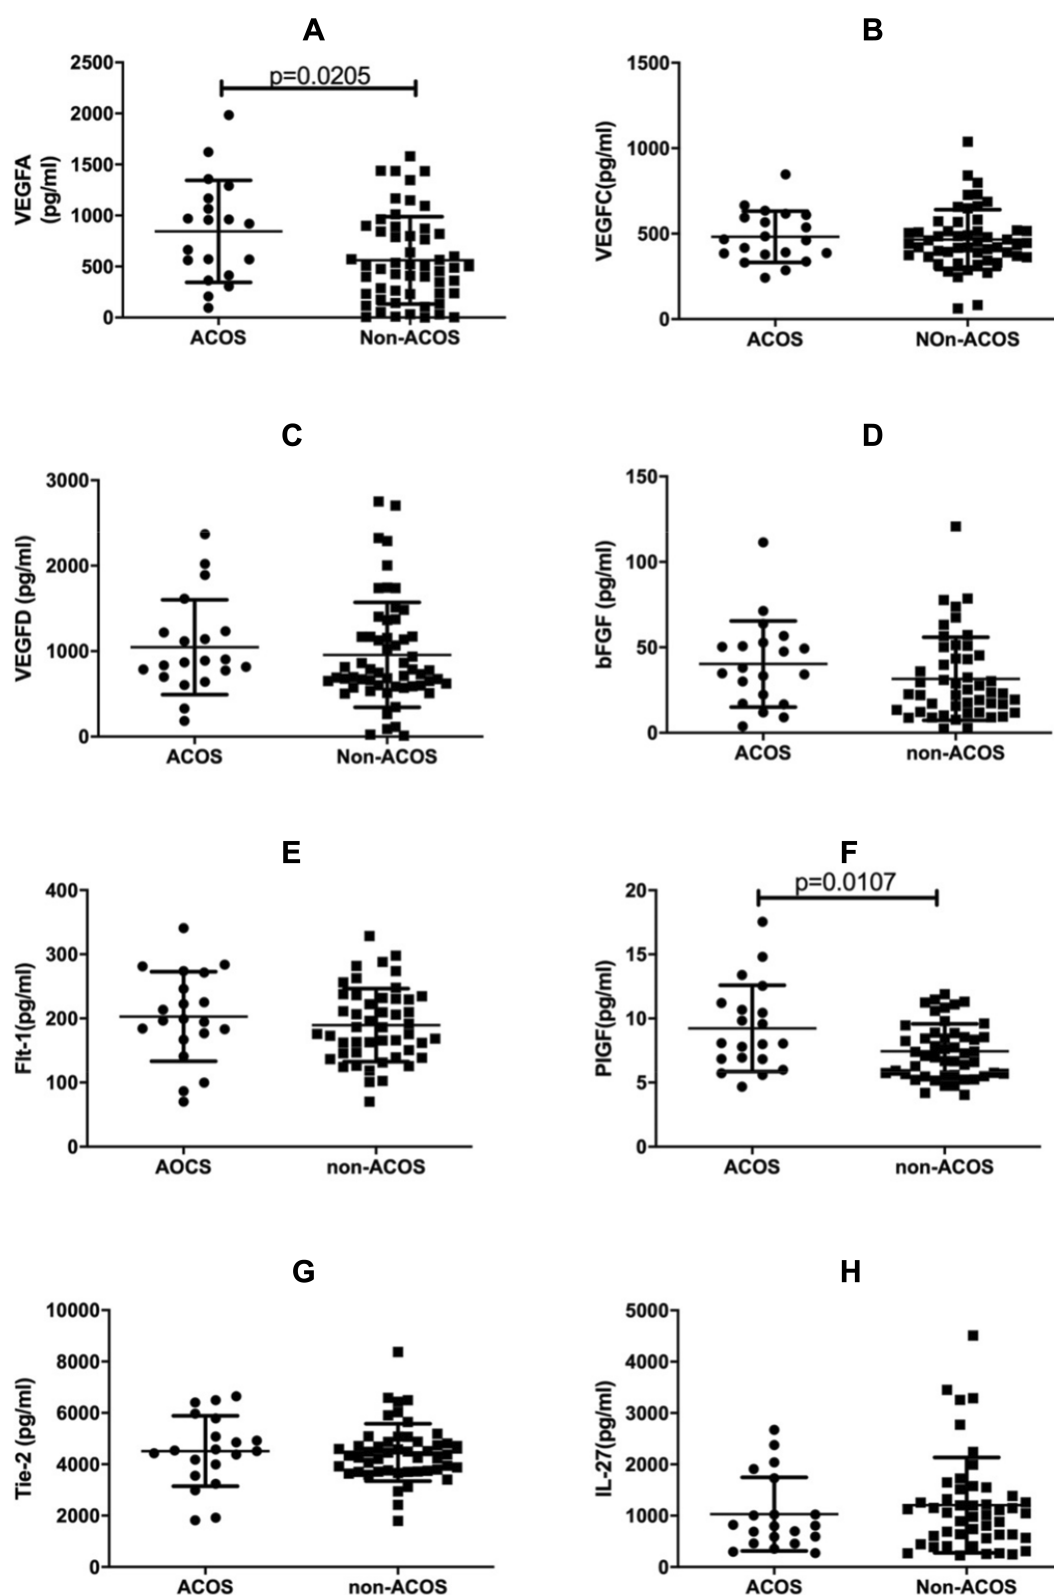 A
2500
2000
1500
1000
500
0
VEGFA
(pg/ml)
p=0.0205
ACOS
Non-ACOS
B
1500
1000
500
0
VEGFC(pg/ml)
ACOS
NOn-ACOS
C
3000
2000
1000
0
VEGFD (pg/ml)
ACOS
Non-ACOS
D
150
100
50
0
bFGF (pg/ml)
ACOS
non-ACOS
E
400
300
200
100
0
Flt-1(pg/ml)
AOCS
non-ACOS
F
20
15
10
5
0
PlGF(pg/ml)
p=0.0107
ACOS
non-ACOS
G
10000
8000
6000
4000
2000
0
Tie-2 (pg/ml)
ACOS
non-ACOS
H
5000
4000
3000
2000
1000
0
IL-27(pg/ml)
ACOS
Non-ACOS